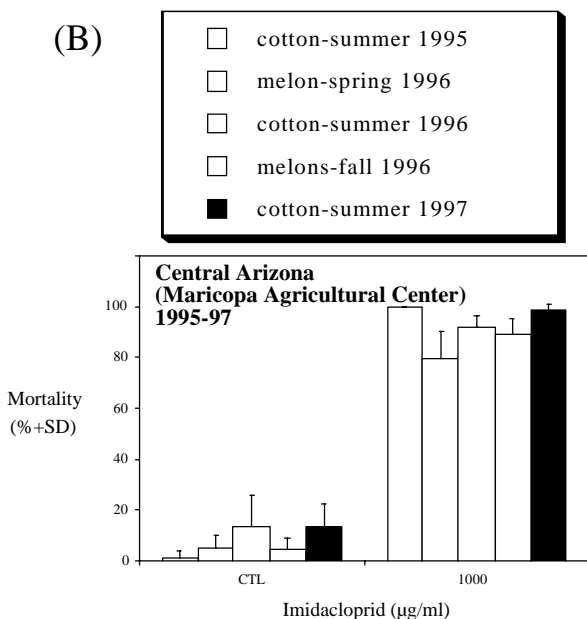 (B)
cotton-summer 1995
melon-spring 1996
cotton-summer 1996
melons-fall 1996
cotton-summer 1997
Central Arizona
(Maricopa Agricultural Center)
1995-97
Mortality
(%+SD)
100
80
60
40
20
0
CTL
1000
Imidacloprid (µg/ml)